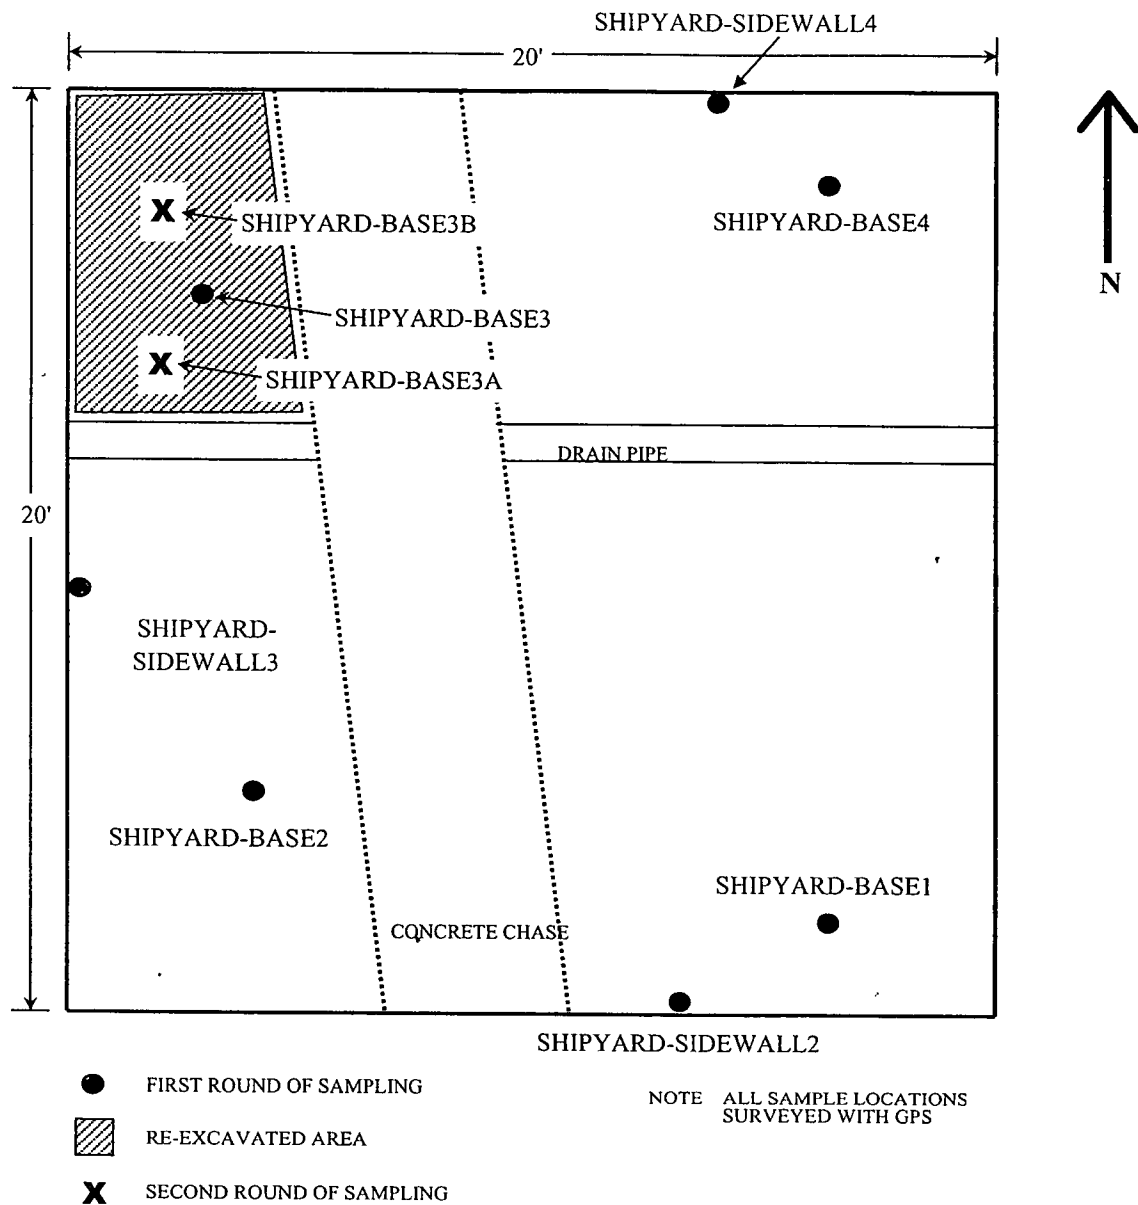 SHIPYARD-SIDEWALL4
20'
SHIPYARD-BASE3B
SHIPYARD-BASE4
N
SHIPYARD-BASE3
SHIPYARD-BASE3A
DRAIN PIPE
20'
SHIPYARD-
SIDEWALL3
SHIPYARD-BASE2
SHIPYARD-BASE1
CONCRETE CHASE
SHIPYARD-SIDEWALL2
FIRST ROUND OF SAMPLING
NOTE ALL SAMPLE LOCATIONS
SURVEYED WITH GPS
RE-EXCAVATED AREA
X SECOND ROUND OF SAMPLING